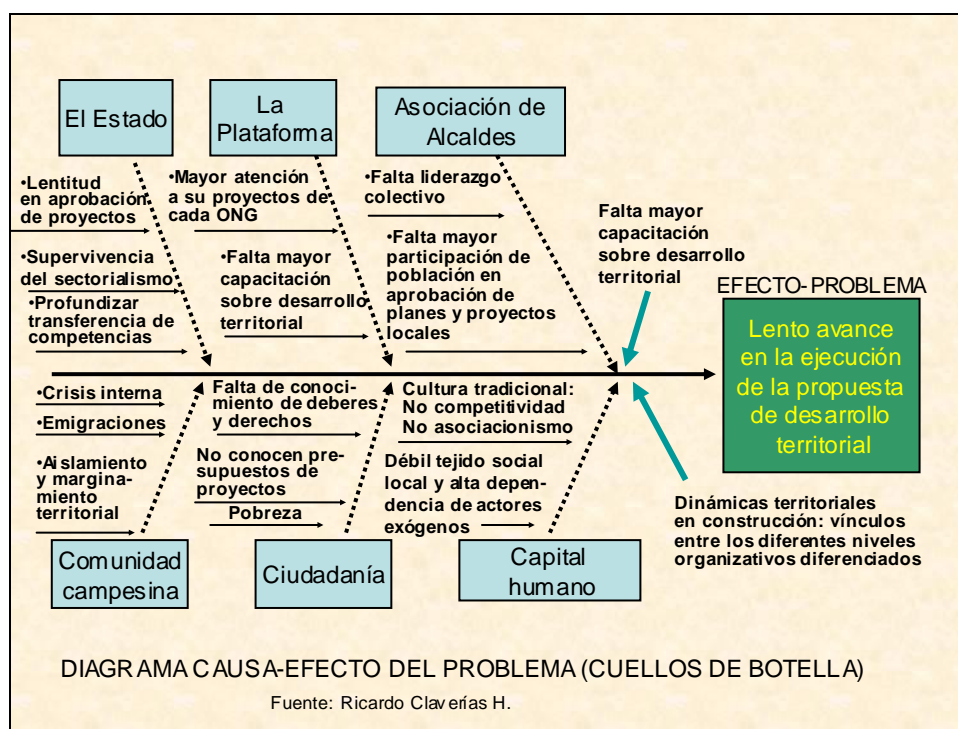 El Estado
La
Plataforma
Asociación de
Alcaldes
•Lentitud
en aprobación
de proyectos
•Supervivencia
del sectorialismo
•Profundizar
transferencia de
competencias
•Mayor atención
a su proyectos de
cada ONG
•Falta mayor
capacitación
sobre desarrollo
territorial
•Falta liderazgo
colectivo
•Falta mayor
participación de
población en
aprobación de
planes y proyectos
locales
Falta mayor
capacitación
sobre desarrollo
territorial
EFECTO-PROBLEMA
Lento avance
en la ejecución
de la propuesta
de desarrollo
territorial
•Crisis interna
•Emigraciones
•Aislamiento
y margina-
miento
territorial
Falta de conoci-
miento de deberes
y derechos
No conocen pre-
supuestos de
proyectos
Pobreza
Cultura tradicional:
No competitividad
No asociacionismo
Débil tejido social
local y alta depen-
dencia de actores
exógenos
Dinámicas territoriales
en construcción: vínculos
entre los diferentes niveles
organizativos diferenciados
Comunidad
campesina
Ciudadanía
Capital
humano
DIAGRAMA CAUSA-EFECTO DEL PROBLEMA (CUELLOS DE BOTELLA)
Fuente: Ricardo Claverías H.